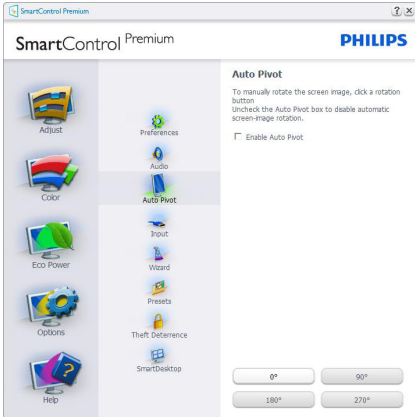 SmartControl Premium
SmartControl Premium
PHILIPS
Adjust
Color
Eco Power
Options
Help
Preferences
Audio
Auto Pivot
Input
Wizard
Presets
Theft Deterrence
SmartDesktop
Auto Pivot
To manually rotate the screen image, click a rotation
button
Uncheck the Auto Pivot box to disable automatic
screen-image rotation.
Enable Auto Pivot
0°
90°
180°
270°